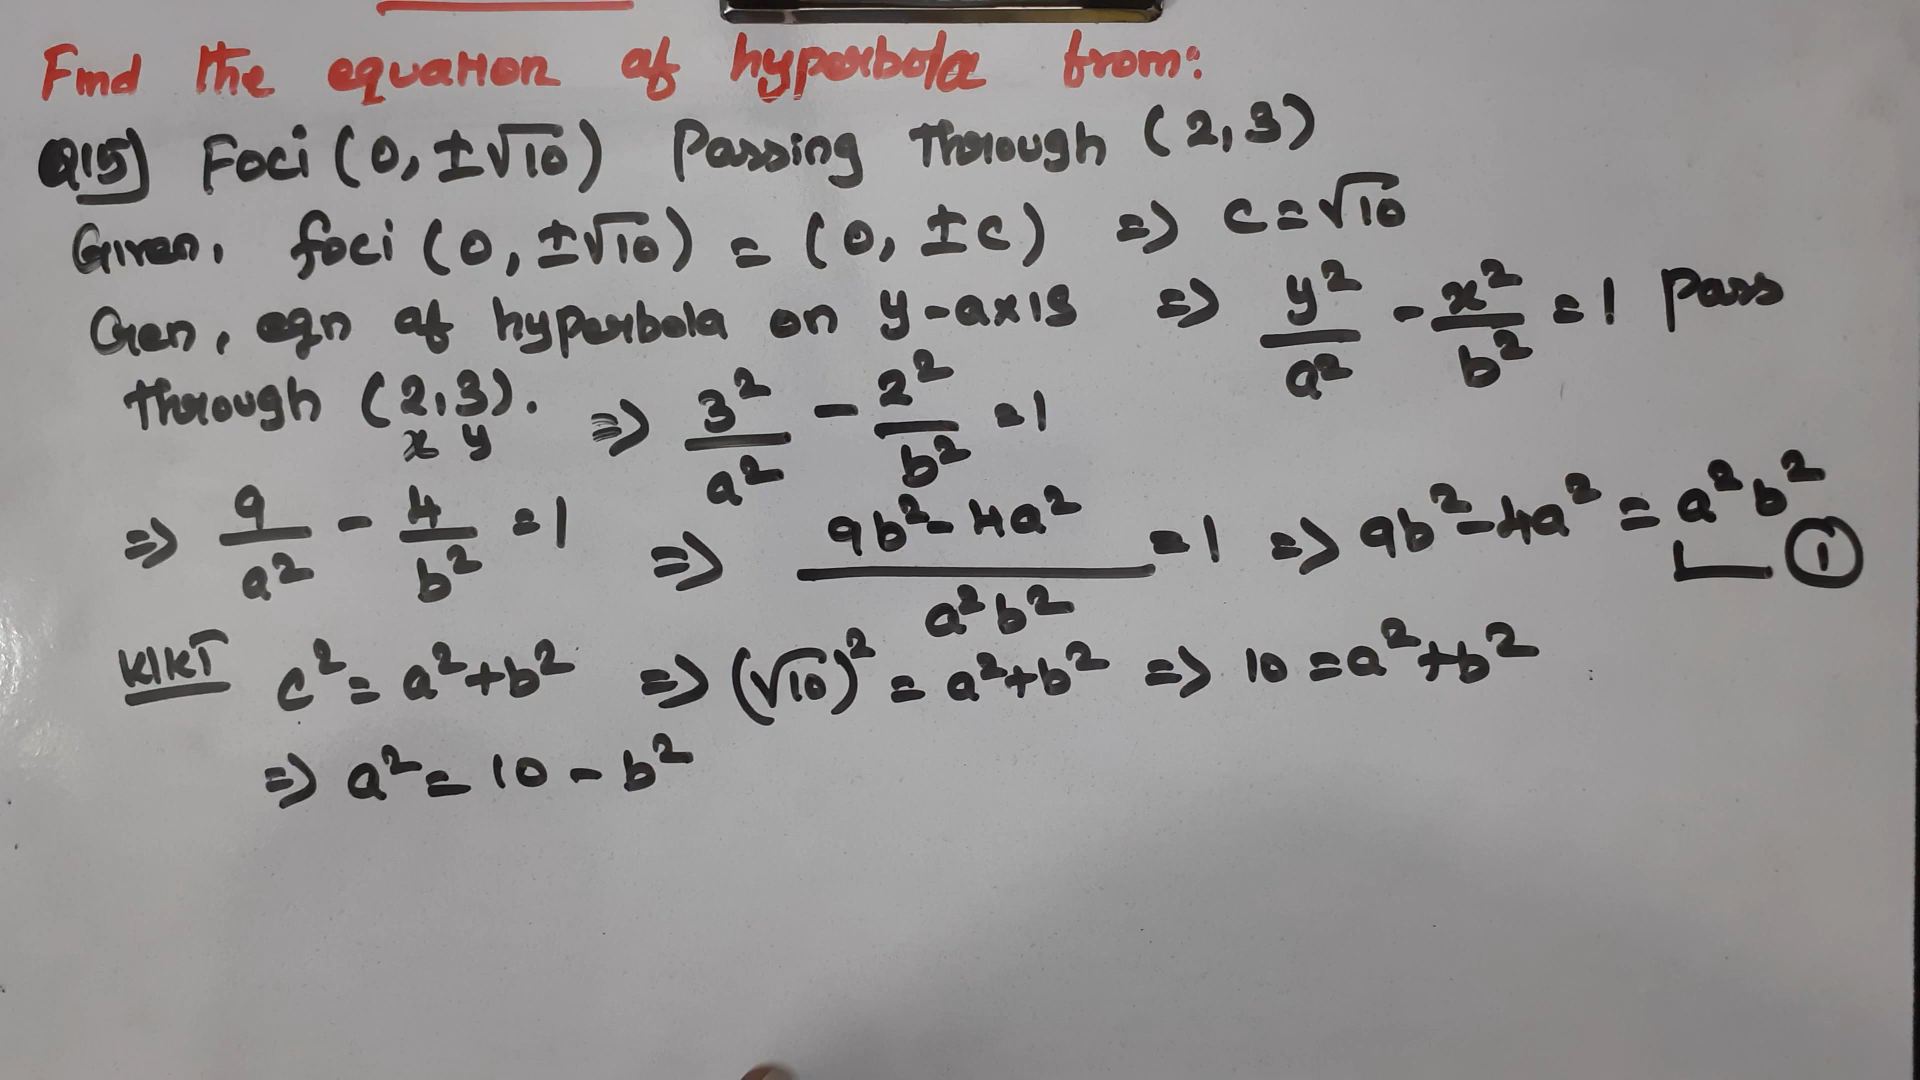 Find the equation of hyperbola from:
Q15) Foci (0, ±√10) Passing Through (2,3)
Given, foci (0, ±√10) = (0, ±c) => c = √10
Gen, eqn of hyperbola on y-axis => y²/a² - x²/b² = 1 Pass
through (2,3). => 3²/a² - 2²/b² = 1
x y
=> 9/a² - 4/b² = 1 => 9b²-4a²/a²b² = 1 => 9b²-4a² = a²b² ①
KIKT c² = a²+b² => (√10)² = a²+b² => 10 = a²+b²
=> a² = 10 - b²